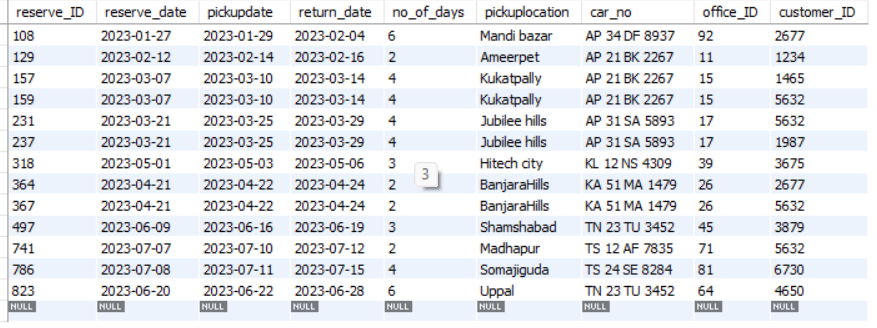 reserve_ID reserve_date pickupdate return_date no_of_days pickuplocation car_no office_ID customer_ID
108 2023-01-27 2023-01-29 2023-02-04 6 Mandi bazar AP 34 DF 8937 92 2677
129 2023-02-12 2023-02-14 2023-02-16 2 Ameerpet AP 21 BK 2267 11 1234
157 2023-03-07 2023-03-10 2023-03-14 4 Kukatpally AP 21 BK 2267 15 1465
159 2023-03-07 2023-03-10 2023-03-14 4 Kukatpally AP 21 BK 2267 15 5632
231 2023-03-21 2023-03-25 2023-03-29 4 Jubilee hills AP 31 SA 5893 17 5632
237 2023-03-21 2023-03-25 2023-03-29 4 Jubilee hills AP 31 SA 5893 17 1987
318 2023-05-01 2023-05-03 2023-05-06 3 Hitech city KL 12 NS 4309 39 3675
3
364 2023-04-21 2023-04-22 2023-04-24 2 BanjaraHills KA 51 MA 1479 26 2677
367 2023-04-21 2023-04-22 2023-04-24 2 BanjaraHills KA 51 MA 1479 26 5632
497 2023-06-09 2023-06-16 2023-06-19 3 Shamshabad TN 23 TU 3452 45 3879
741 2023-07-07 2023-07-10 2023-07-12 2 Madhapur TS 12 AF 7835 71 5632
786 2023-07-08 2023-07-11 2023-07-15 4 Somajiguda TS 24 SE 8284 81 6730
823 2023-06-20 2023-06-22 2023-06-28 6 Uppal TN 23 TU 3452 64 4650
NULL NULL NULL NULL NULL NULL NULL NULL NULL